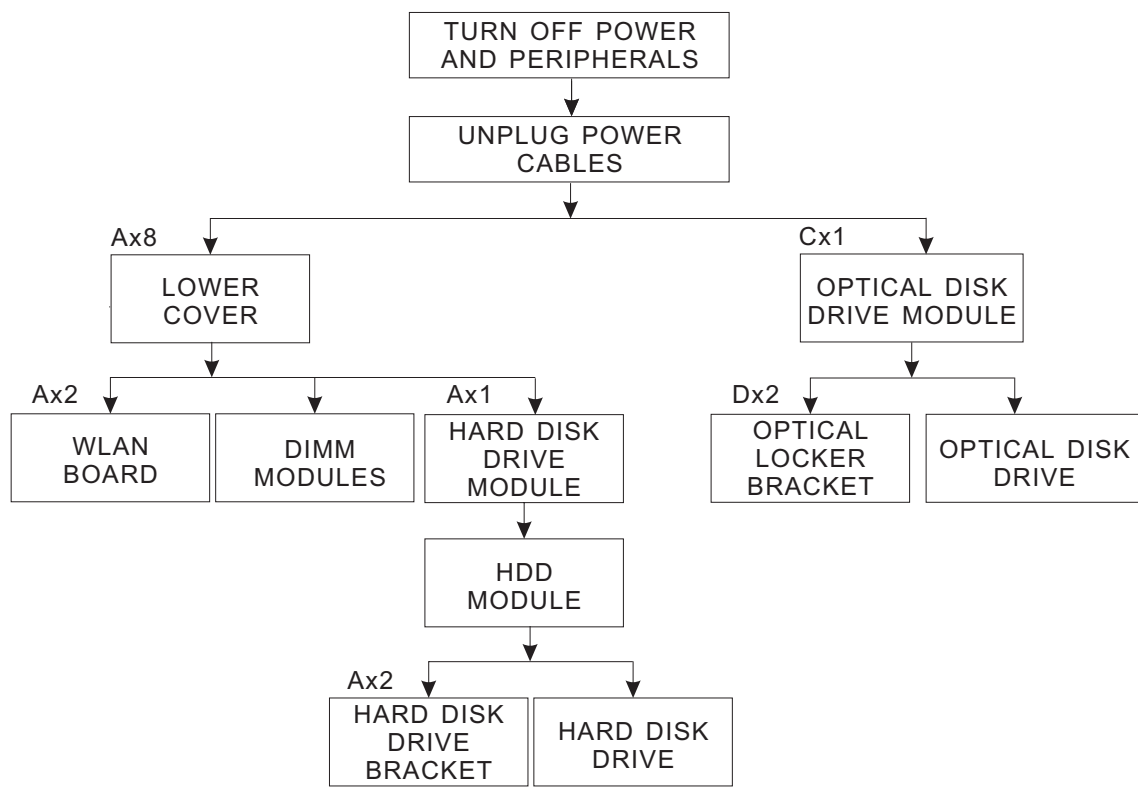 TURN OFF POWER
AND PERIPHERALS
UNPLUG POWER
CABLES
Ax8
LOWER
COVER
Cx1
OPTICAL DISK
DRIVE MODULE
Ax2
WLAN
BOARD
DIMM
MODULES
Ax1
HARD DISK
DRIVE
MODULE
Dx2
OPTICAL
LOCKER
BRACKET
OPTICAL DISK
DRIVE
HDD
MODULE
Ax2
HARD DISK
DRIVE
BRACKET
HARD DISK
DRIVE